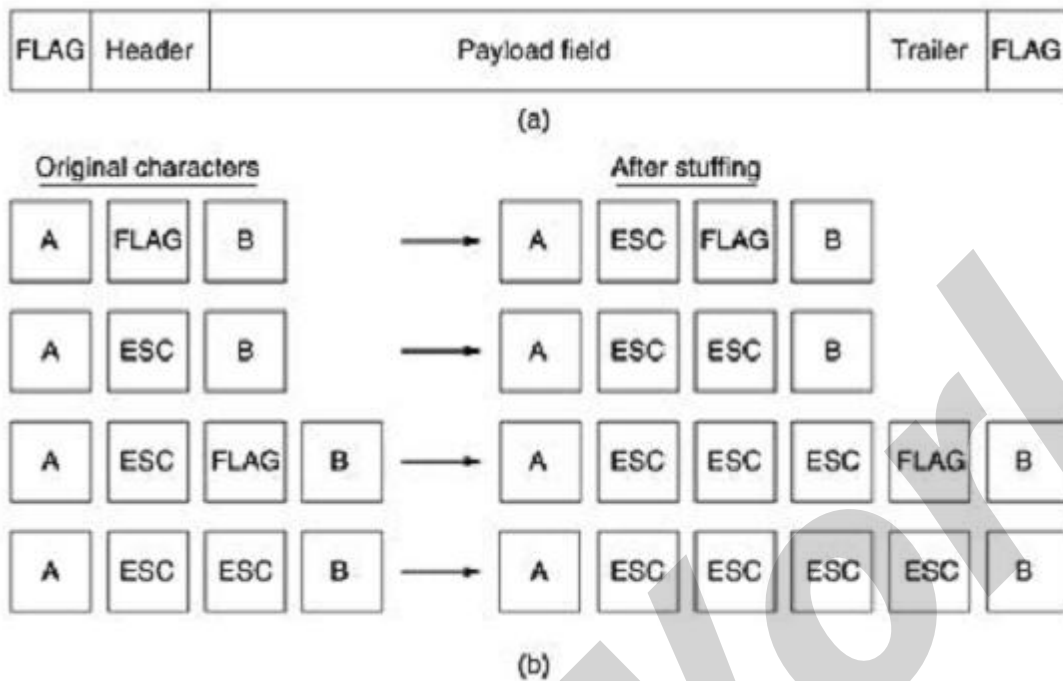 FLAG Header Payload field Trailer FLAG
(a)
Original characters After stuffing
A FLAG B A ESC FLAG B
A ESC B A ESC ESC B
A ESC FLAG B A ESC ESC ESC FLAG B
A ESC ESC B A ESC ESC ESC ESC B
(b)